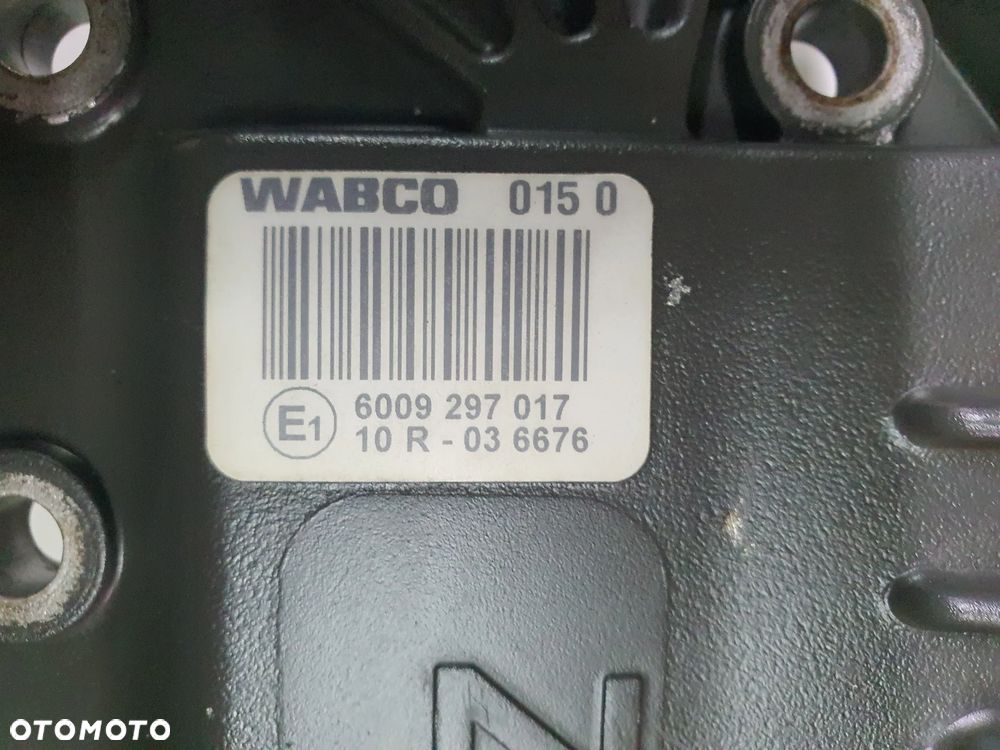 WABCO 015 0
E1 6009 297 017
10 R - 03 6676
OTOMOTO